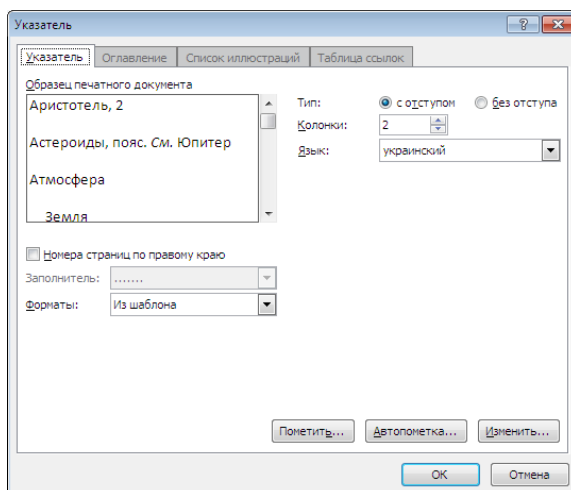 Указатель
Указатель Оглавление Список иллюстраций Таблица ссылок
Образец печатного документа
Аристотель, 2
Астероиды, пояс. См. Юпитер
Атмосфера
Земля
Тип: с отступом без отступа
Колонки: 2
Язык: украинский
Номера страниц по правому краю
Заполнитель: .......
Форматы: Из шаблона
Пометить... Автопометка... Изменить...
ОК Отмена